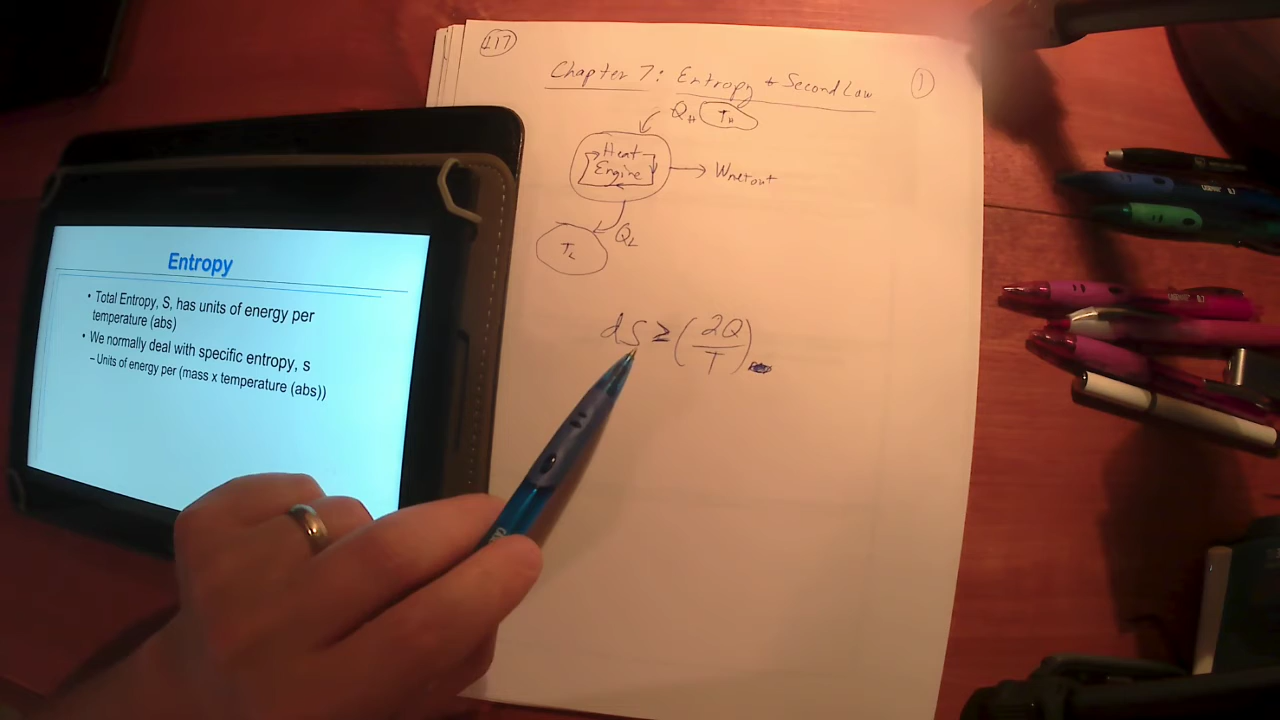 117
Chapter 7: Entropy + Second Law
1
QH TH
Heat
Engine
Wnet out
QL
TL
dS ≥ (∂Q/T)
Entropy
• Total Entropy, S, has units of energy per
temperature (abs)
• We normally deal with specific entropy, s
– Units of energy per (mass x temperature (abs))